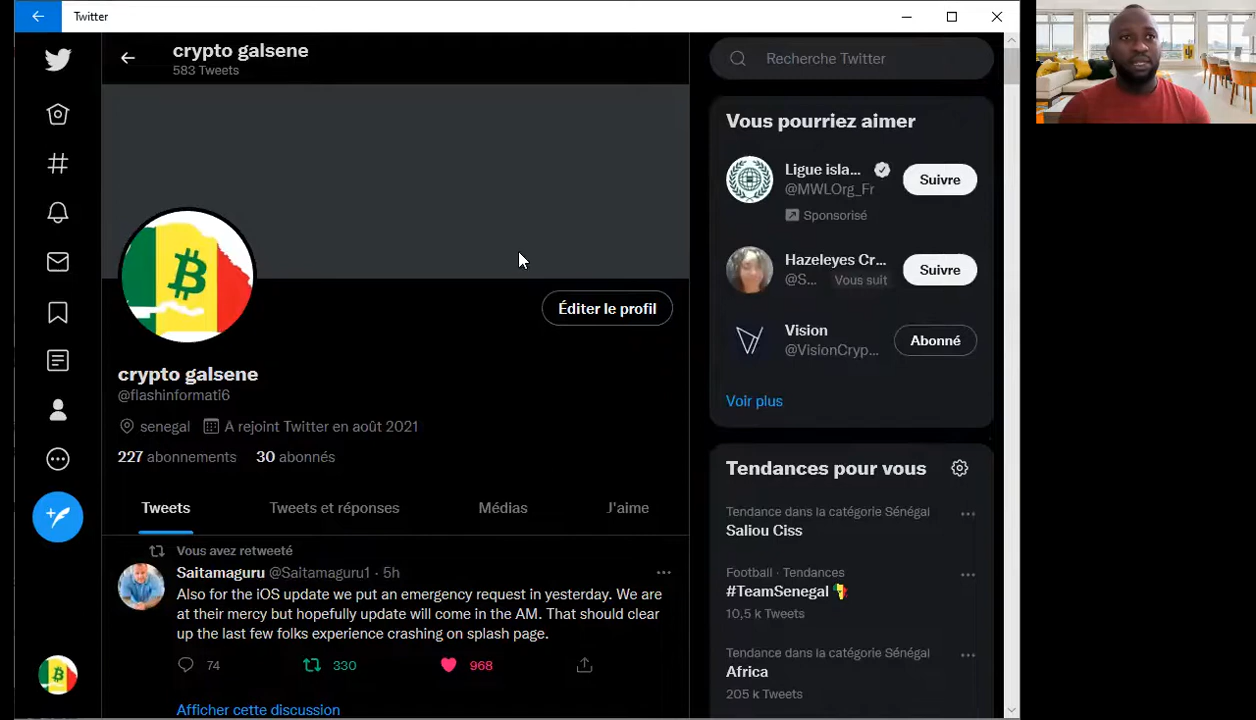 Twitter
crypto galsene
583 Tweets
Éditer le profil
crypto galsene
@flashinformati6
senegal A rejoint Twitter en août 2021
227 abonnements 30 abonnés
Tweets Tweets et réponses Médias J'aime
Vous avez retweeté
Saitamaguru @Saitamaguru1 · 5h
Also for the iOS update we put an emergency request in yesterday. We are
at their mercy but hopefully update will come in the AM. That should clear
up the last few folks experience crashing on splash page.
74 330 968
Afficher cette discussion
Recherche Twitter
Vous pourriez aimer
Ligue isla...
@MWLOrg_Fr
Suivre
Sponsorisé
Hazeleyes Cr...
@S... Vous suit
Suivre
Vision
@VisionCryp...
Abonné
Voir plus
Tendances pour vous
Tendance dans la catégorie Sénégal
Saliou Ciss
Football · Tendances
#TeamSenegal
10,5 k Tweets
Tendance dans la catégorie Sénégal
Africa
205 k Tweets